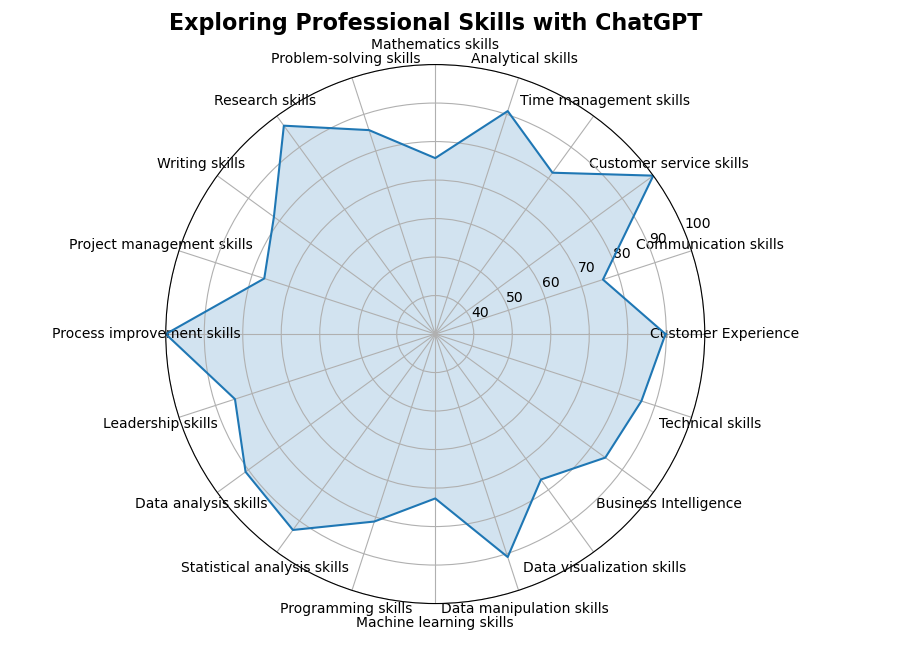 Exploring Professional Skills with ChatGPT
Mathematics skills
Problem-solving skills
Analytical skills
Research skills
Time management skills
Writing skills
Customer service skills
Project management skills
Communication skills
100
90
80
70
60
50
40
Process improvement skills
Customer Experience
Leadership skills
Technical skills
Data analysis skills
Business Intelligence
Statistical analysis skills
Data visualization skills
Programming skills
Data manipulation skills
Machine learning skills